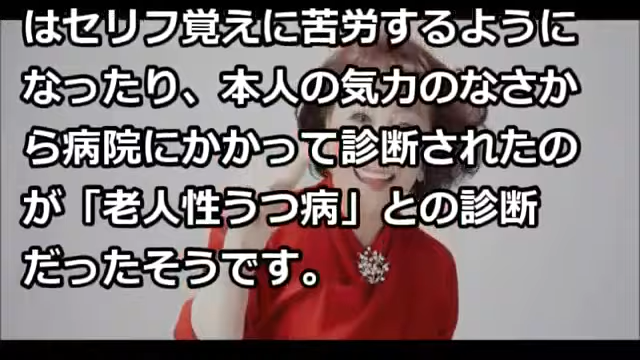 はセリフ覚えに苦労するように
なったり、本人の気力のなさか
ら病院にかかって診断されたの
が「老人性うつ病」との診断
だったそうです。